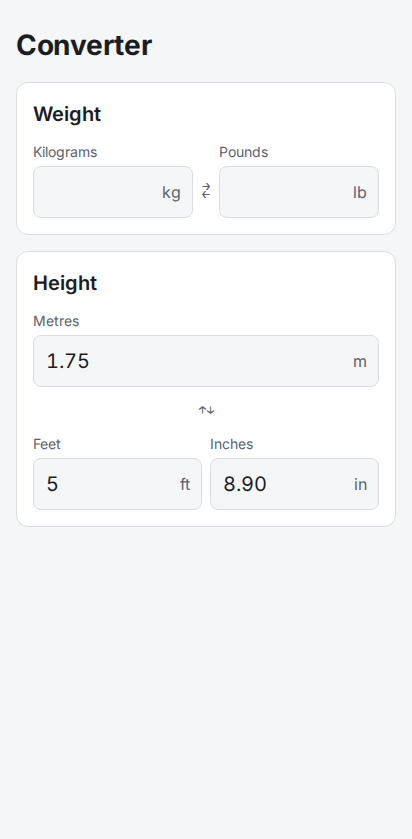 Converter
Weight
Kilograms Pounds
kg ⇄ lb
Height
Metres
1.75 m
↑↓
Feet Inches
5 ft 8.90 in